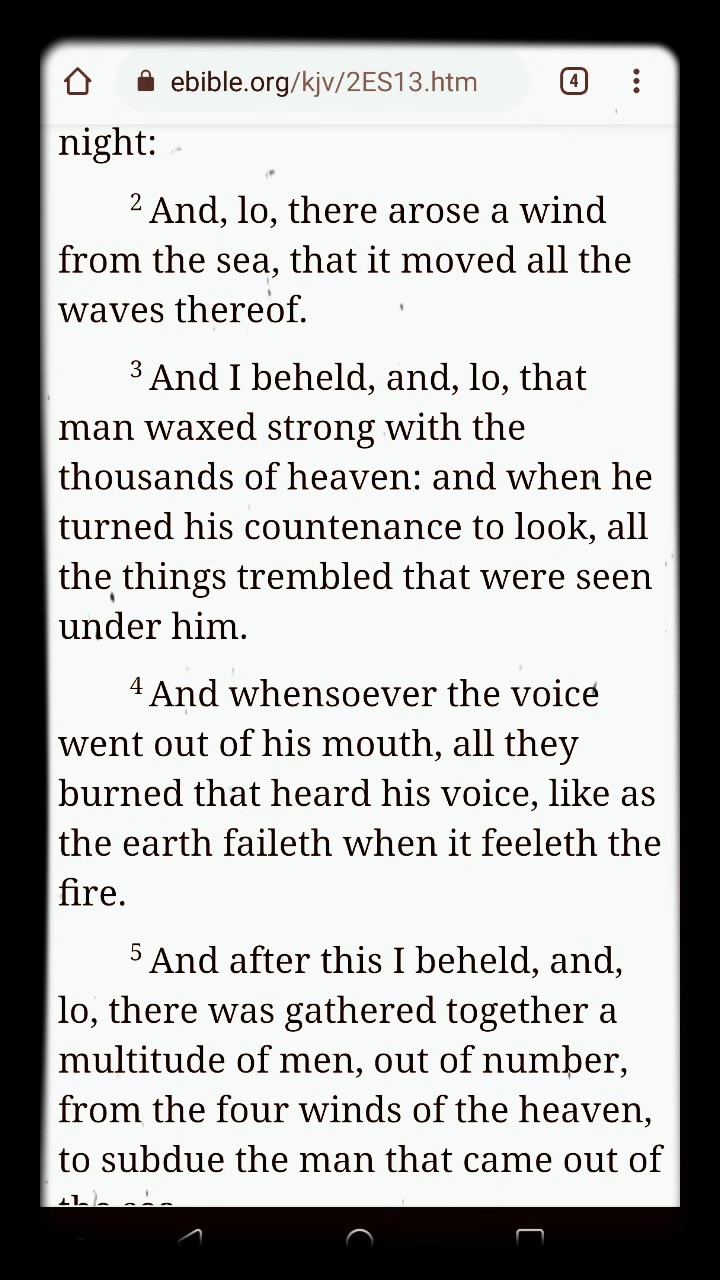 ebible.org/kjv/2ES13.htm
4
night:
2 And, lo, there arose a wind
from the sea, that it moved all the
waves thereof.
3 And I beheld, and, lo, that
man waxed strong with the
thousands of heaven: and when he
turned his countenance to look, all
the things trembled that were seen
under him.
4 And whensoever the voice
went out of his mouth, all they
burned that heard his voice, like as
the earth faileth when it feeleth the
fire.
5 And after this I beheld, and,
lo, there was gathered together a
multitude of men, out of number,
from the four winds of the heaven,
to subdue the man that came out of